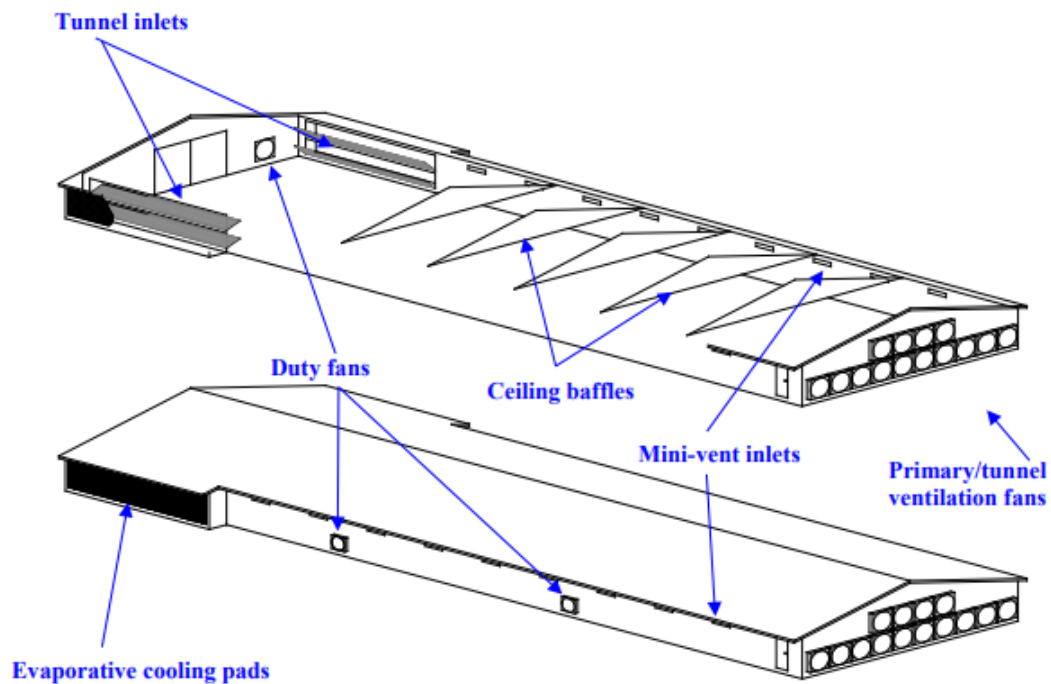 Tunnel inlets
Duty fans
Ceiling baffles
Mini-vent inlets
Primary/tunnel
ventilation fans
Evaporative cooling pads